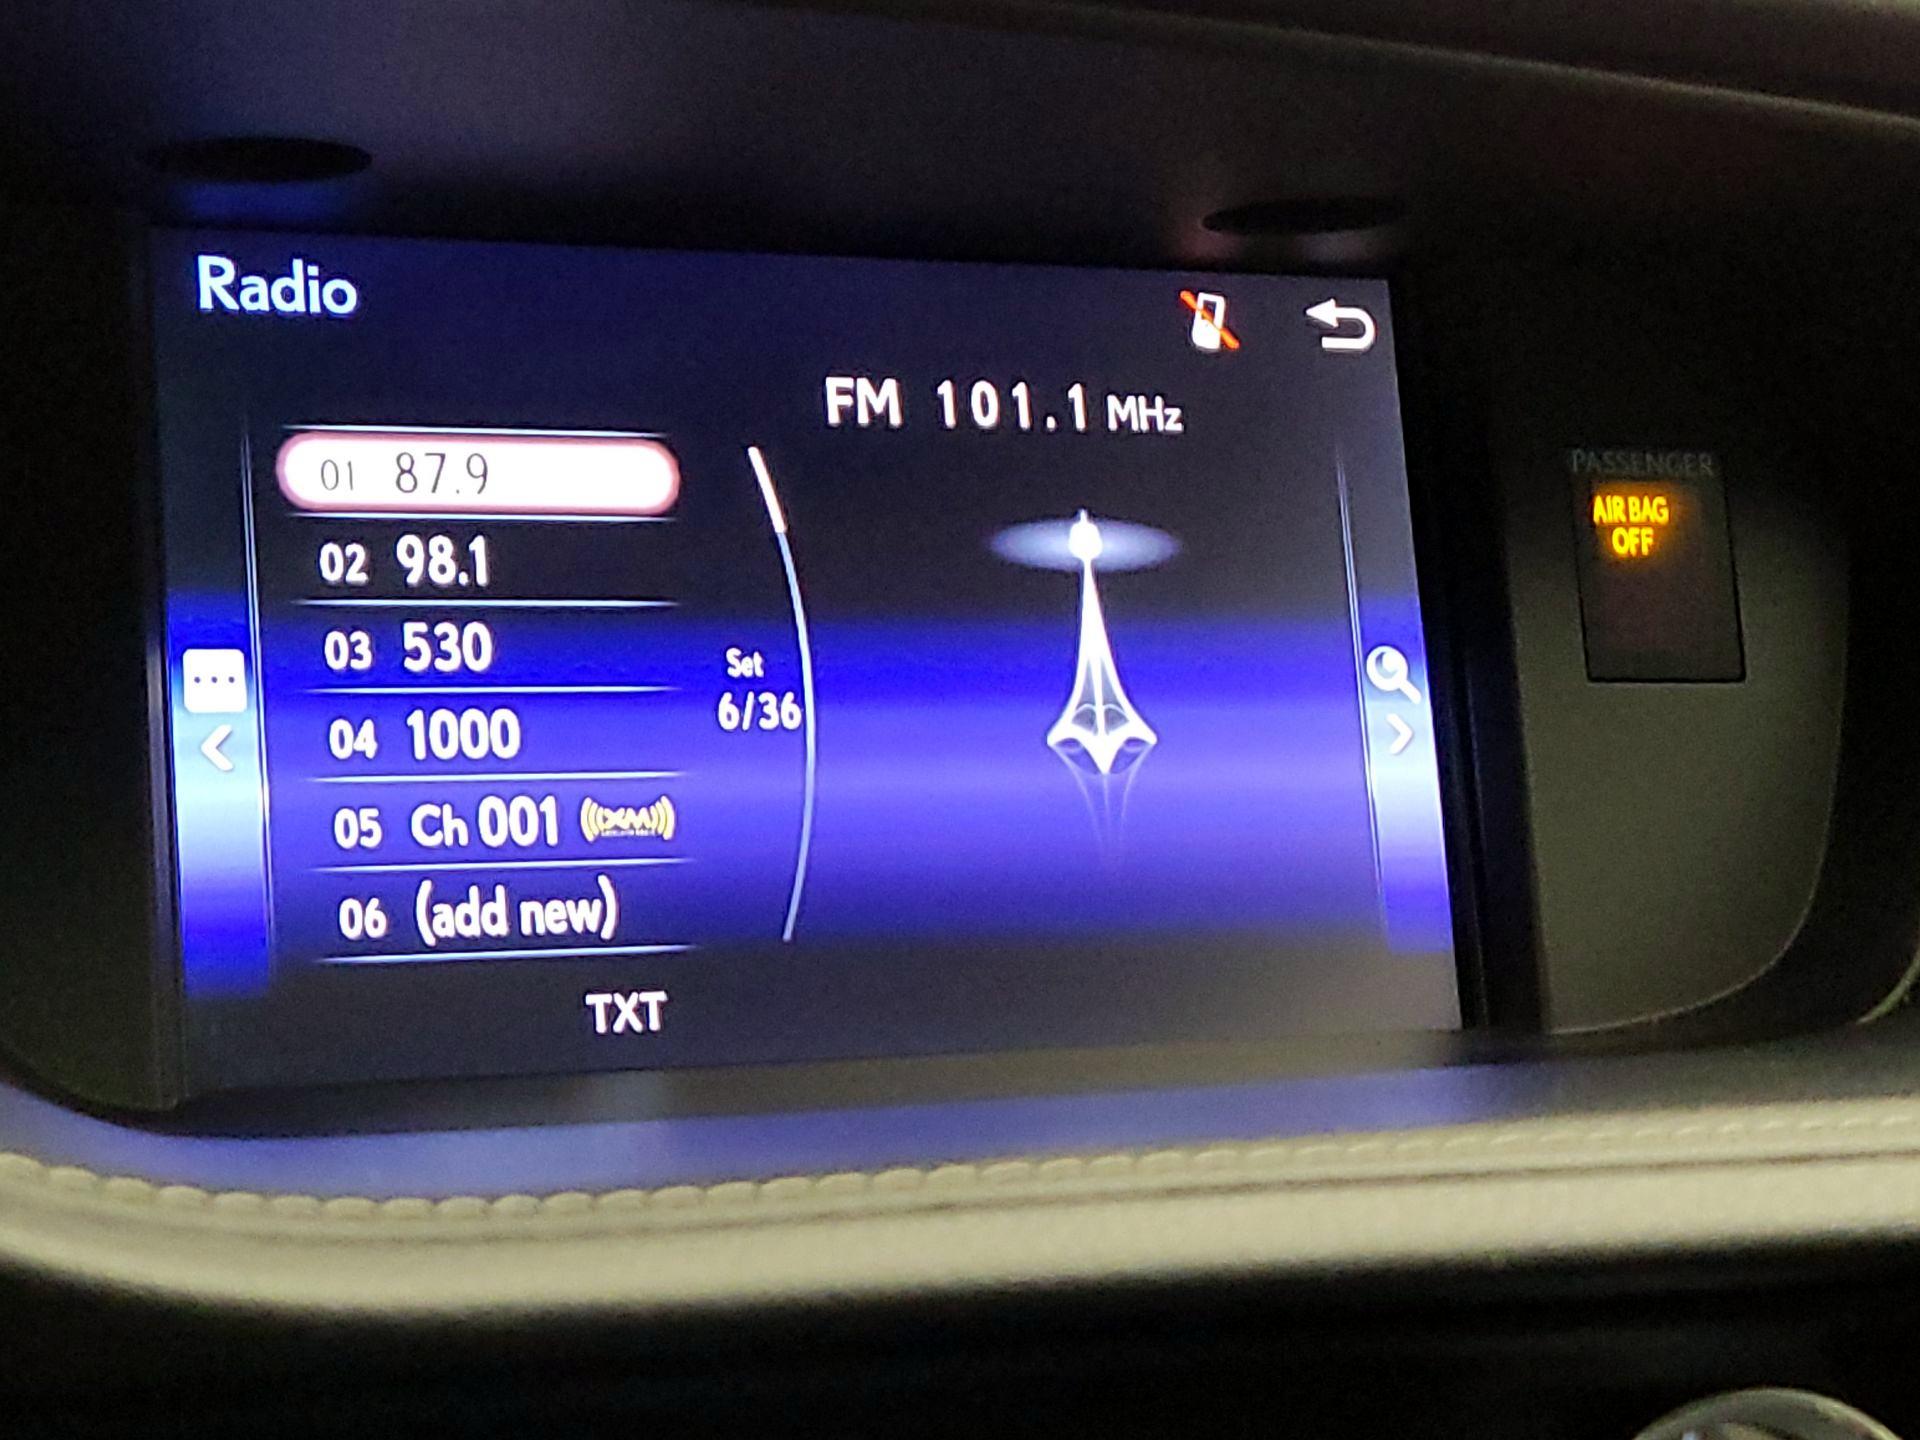 Radio
FM 101.1 MHz
01 87.9
02 98.1
03 530
04 1000
05 Ch 001 ((XM))
06 (add new)
Set
6/36
TXT
PASSENGER
AIR BAG
OFF